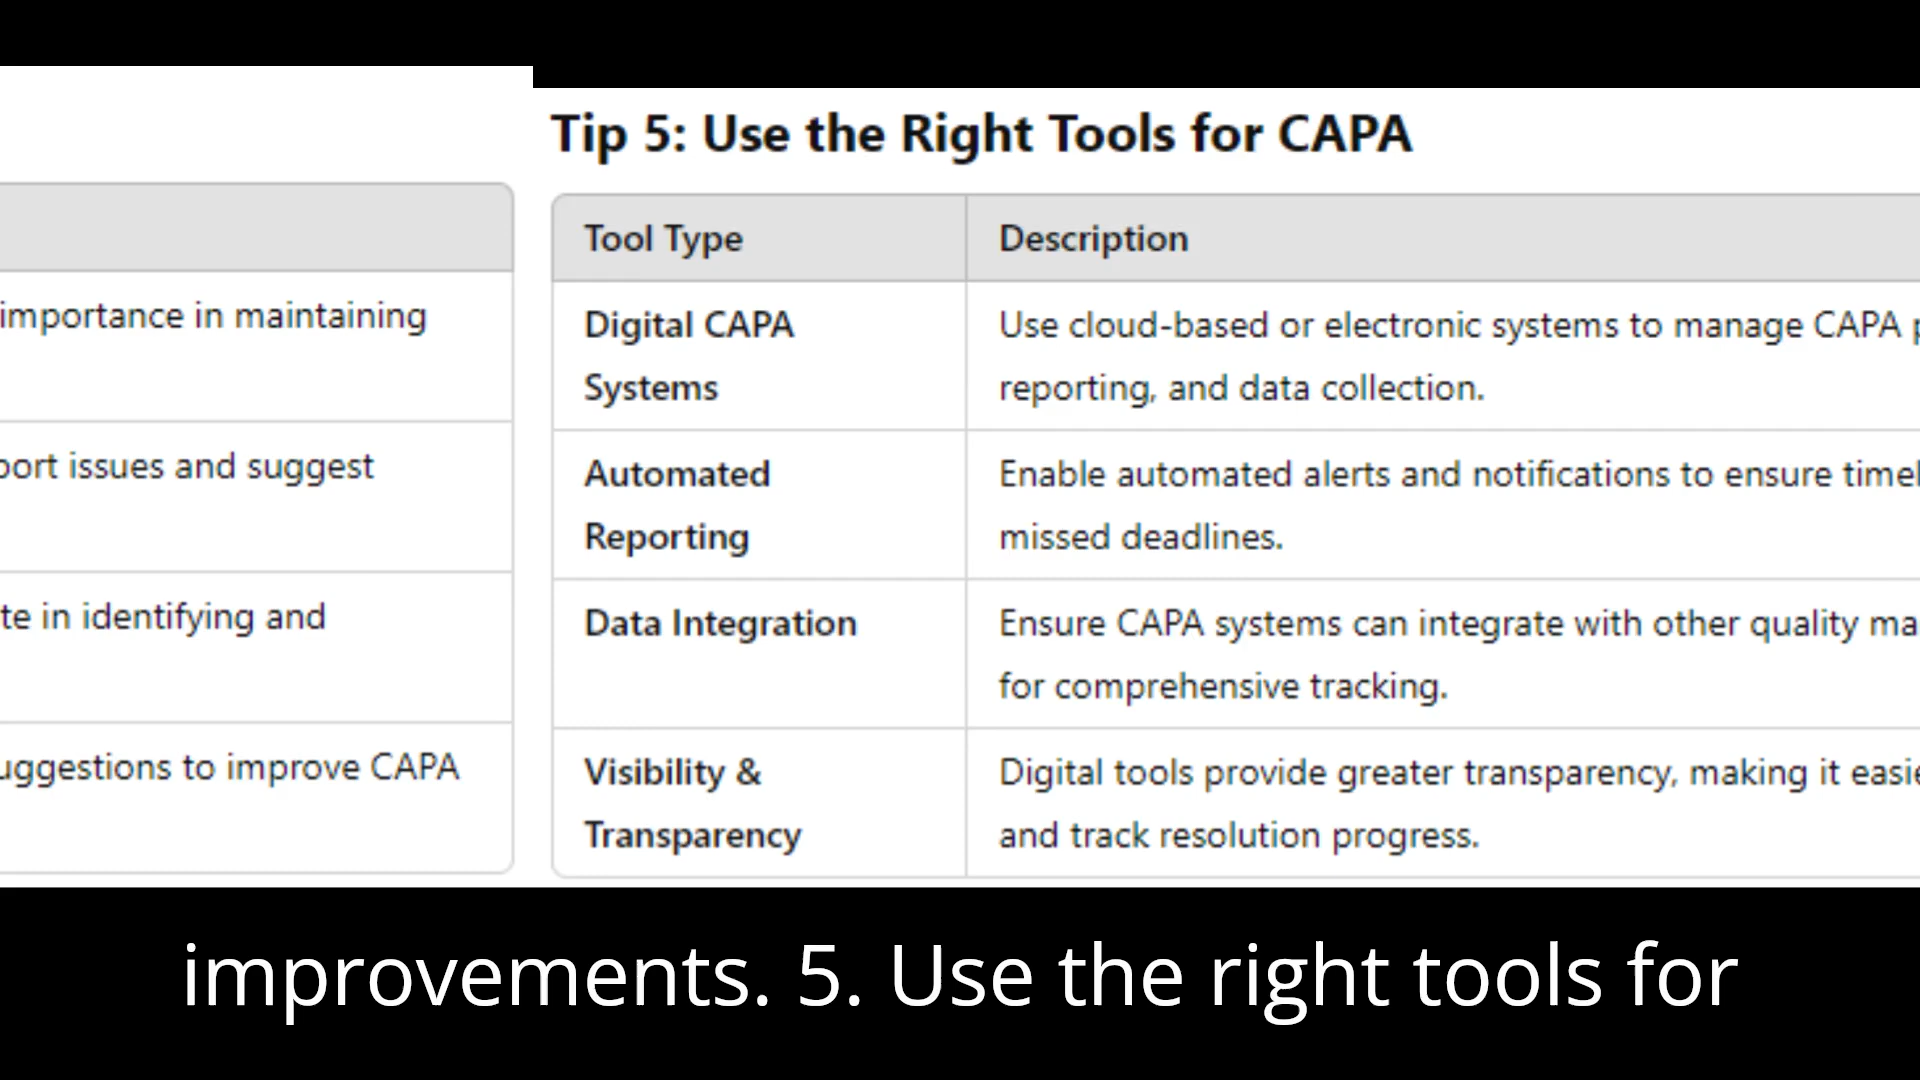 importance in maintaining
issues and suggest
in identifying and
to improve CAPA
Tip 5: Use the Right Tools for CAPA
Tool Type
Description
Digital CAPA
Systems
Use cloud-based or electronic systems to manage CAPA
reporting, and data collection.
Automated
Reporting
Enable automated alerts and notifications to ensure
missed deadlines.
Data Integration
Ensure CAPA systems can integrate with other quality
for comprehensive tracking.
Visibility &
Transparency
Digital tools provide greater transparency, making it
and track resolution progress.
improvements. 5. Use the right tools for